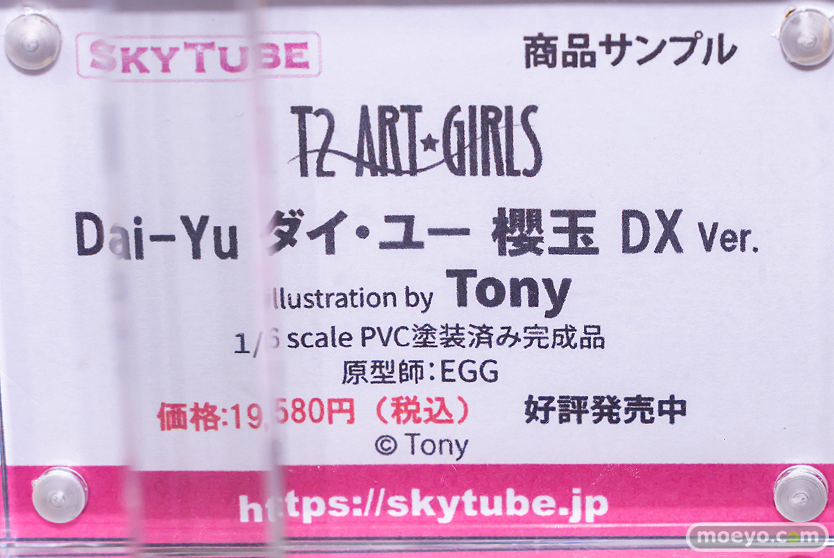 SKYTUBE
商品サンプル
T2 ART★GIRLS
Dai-Yu ダイ・ユー 櫻玉 DX Ver.
illustration by Tony
1/6 scale PVC塗装済み完成品
原型師:EGG
価格:19,580円(税込) 好評発売中
© Tony
https://skytube.jp
moeyo.com